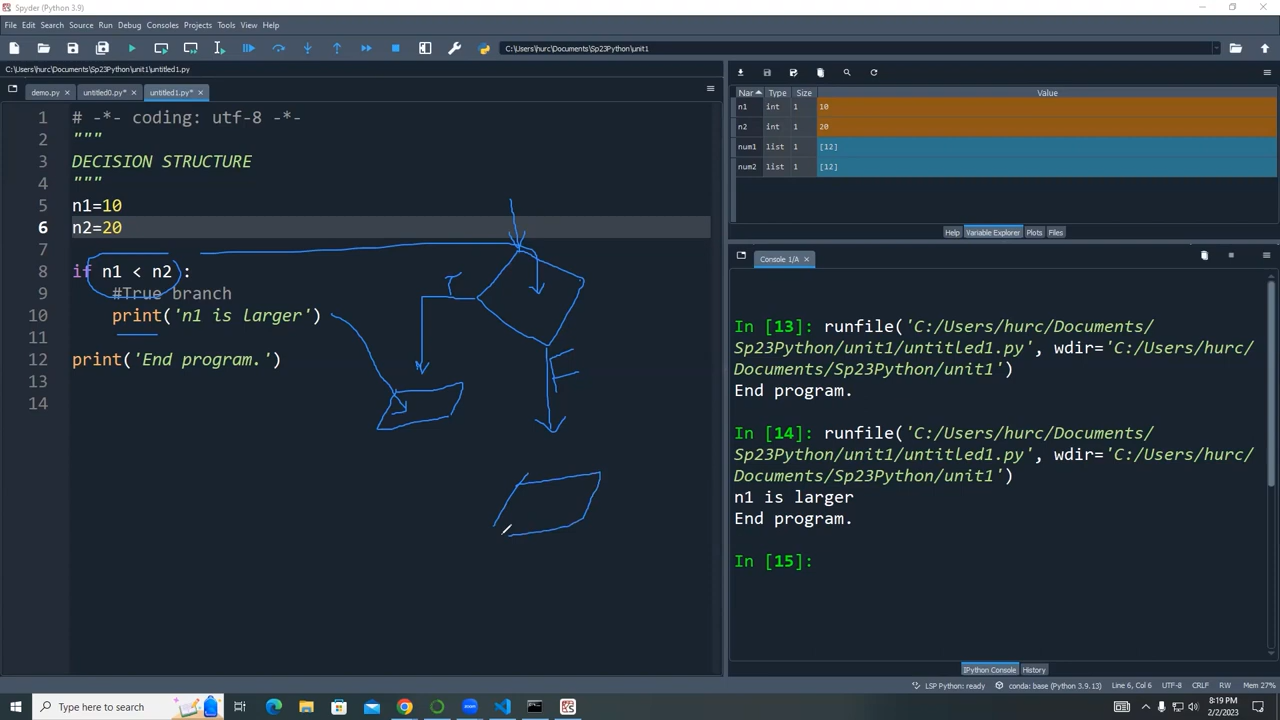 Spyder (Python 3.9)
File Edit Search Source Run Debug Consoles Projects Tools View Help
C:\Users\hurc\Documents\Sp23Python\unit1
C:\Users\hurc\Documents\Sp23Python\unit1\untitled1.py
demo.py untitled0.py* untitled1.py*
1 # -*- coding: utf-8 -*-
2 """
3 DECISION STRUCTURE
4 """
5 n1=10
6 n2=20
7
8 if n1 < n2 :
9 #True branch
10 print('n1 is larger')
11
12 print('End program.')
13
14
T
F
Nar Type Size Value
n1 int 1 10
n2 int 1 20
num1 list 1 [12]
num2 list 1 [12]
Help Variable Explorer Plots Files
Console 1/A
In [13]: runfile('C:/Users/hurc/Documents/
Sp23Python/unit1/untitled1.py', wdir='C:/Users/hurc/
Documents/Sp23Python/unit1')
End program.
In [14]: runfile('C:/Users/hurc/Documents/
Sp23Python/unit1/untitled1.py', wdir='C:/Users/hurc/
Documents/Sp23Python/unit1')
n1 is larger
End program.
In [15]:
IPython Console History
LSP Python: ready conda: base (Python 3.9.13) Line 6, Col 6 UTF-8 CRLF RW Mem 27%
Type here to search
8:19 PM
2/2/2023